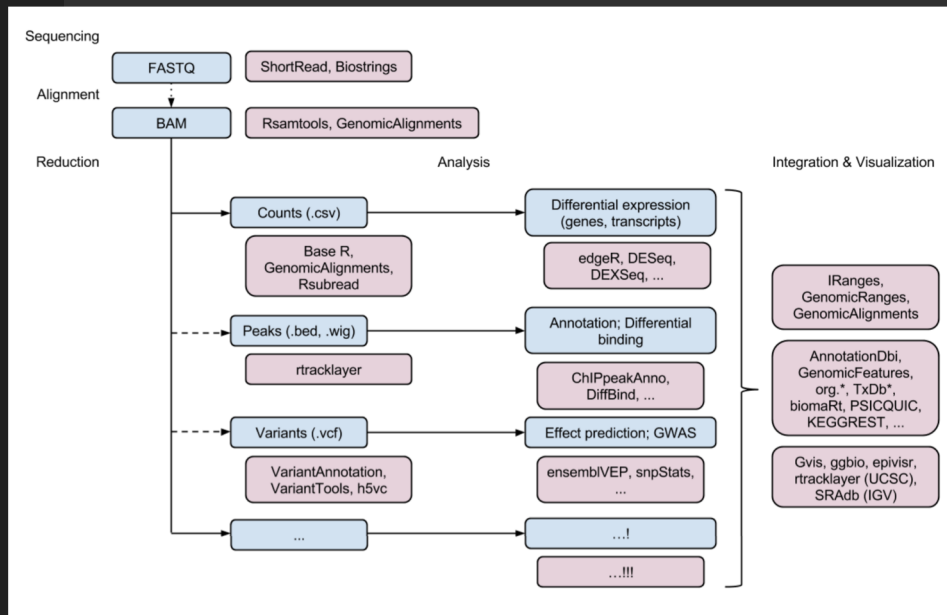 Sequencing
FASTQ
ShortRead, Biostrings
Alignment
BAM
Rsamtools, GenomicAlignments
Reduction
Analysis
Integration & Visualization
Counts (.csv)
Differential expression
(genes, transcripts)
Base R,
GenomicAlignments,
Rsubread
edgeR, DESeq,
DEXSeq, ...
Peaks (.bed, .wig)
Annotation; Differential
binding
rtracklayer
ChIPpeakAnno,
DiffBind, ...
Variants (.vcf)
Effect prediction; GWAS
VariantAnnotation,
VariantTools, h5vc
ensemblVEP, snpStats,
...
...
...!
...!!!
IRanges,
GenomicRanges,
GenomicAlignments
AnnotationDbi,
GenomicFeatures,
org.*, TxDb*,
biomaRt, PSICQUIC,
KEGGREST, ...
Gvis, ggbio, epivisr,
rtracklayer (UCSC),
SRAdb (IGV)